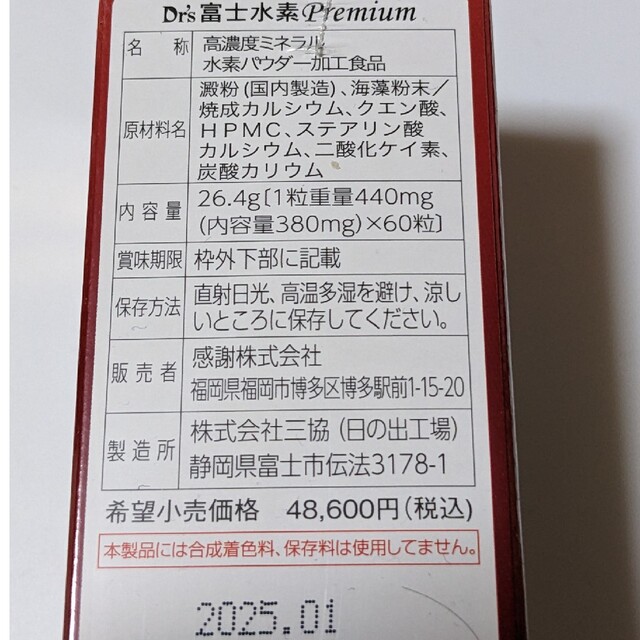 Dr's富士水素Premium
名 称 高濃度ミネラル
水素パウダー加工食品
原材料名 澱粉(国内製造)、海藻粉末/
焼成カルシウム、クエン酸、
HPMC、ステアリン酸
カルシウム、二酸化ケイ素、
炭酸カリウム
内容量 26.4g〔1粒重量440mg
(内容量380mg)×60粒〕
賞味期限 枠外下部に記載
保存方法 直射日光、高温多湿を避け、涼し
いところに保存してください。
販売者 感謝株式会社
福岡県福岡市博多区博多駅前1-15-20
製造所 株式会社三協(日の出工場)
静岡県富士市伝法3178-1
希望小売価格 48,600円(税込)
本製品には合成着色料、保存料は使用してません。
2025.01